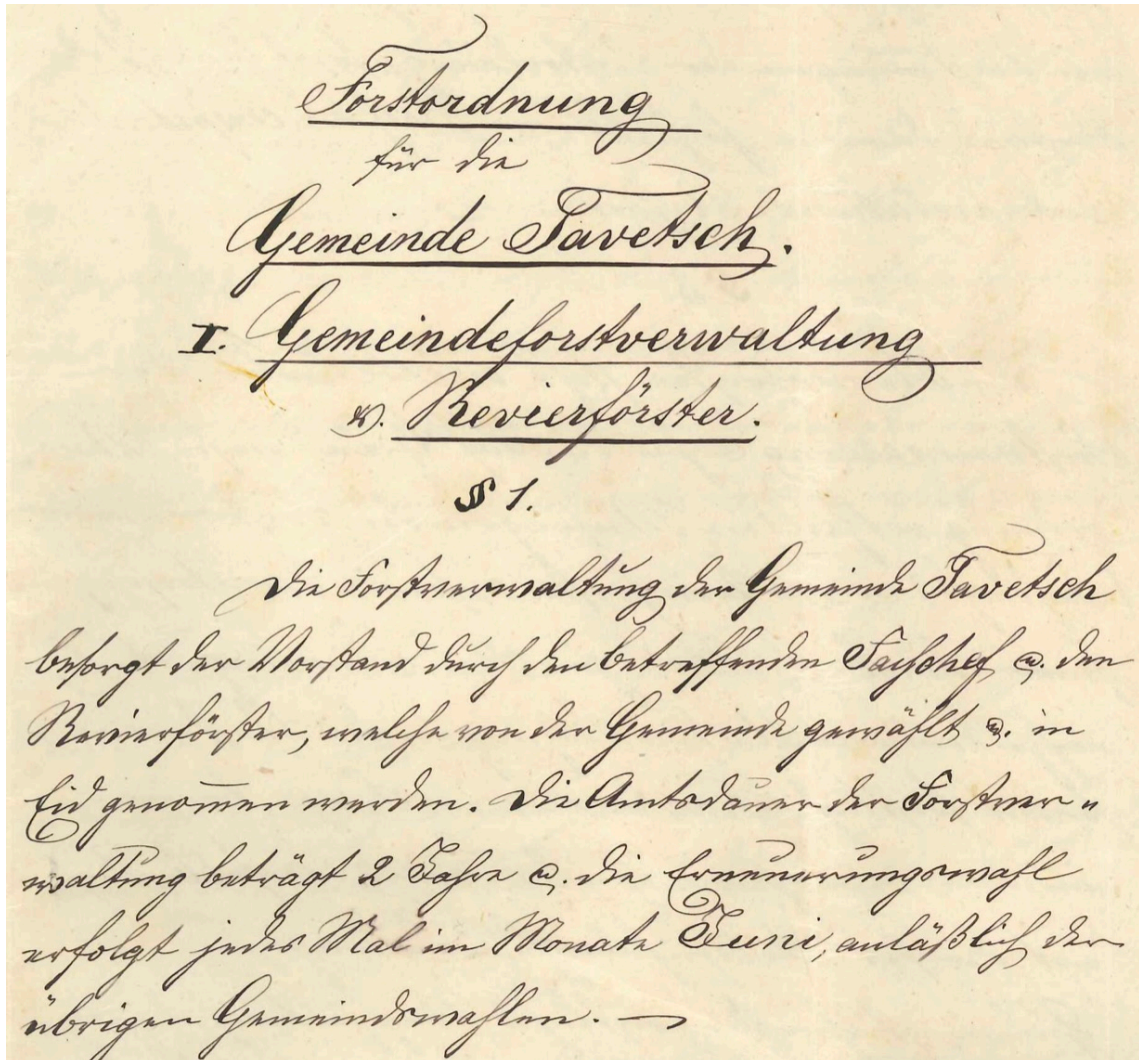 Forstordnung
für die
Gemeinde Tavetsch.
I. Gemeindeforstverwaltung
u. Revierförster.
§ 1.
Die Forstverwaltung der Gemeinde Tavetsch
besorgt der Vorstand durch den betreffenden Fachchef u. den
Revierförster, welche von der Gemeinde gewählt u. in
Eid genommen werden. Die Amtsdauer der Forstver„
waltung beträgt 2 Jahre u. die Erneuerungswahl
erfolgt jedes Mal im Monate Juni, anläßlich der
übrigen Gemeindswahlen. —